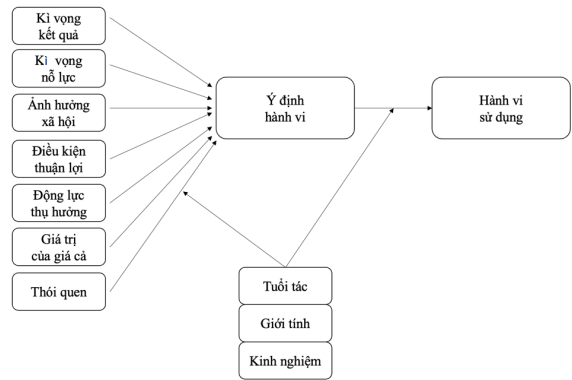 Kì vọng
kết quả
Kì vọng
nỗ lực
Ảnh hưởng
xã hội
Điều kiện
thuận lợi
Động lực
thụ hưởng
Giá trị
của giá cả
Thói quen
Ý định
hành vi
Hành vi
sử dụng
Tuổi tác
Giới tính
Kinh nghiệm